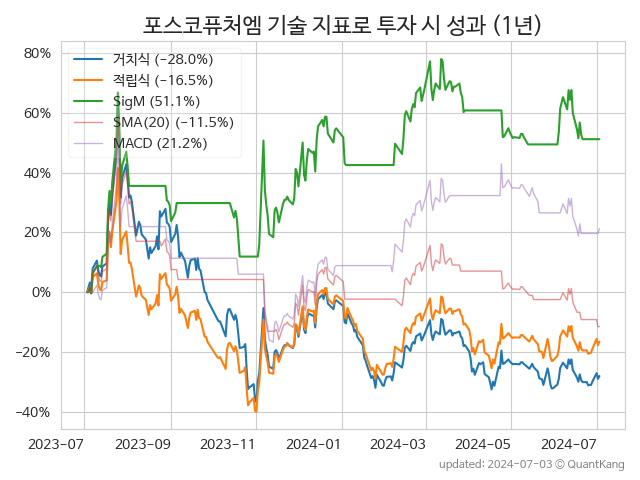 포스코퓨처엠 기술 지표로 투자 시 성과 (1년)
80%
60%
40%
20%
0%
−20%
−40%
거치식 (−28.0%)
적립식 (−16.5%)
SigM (51.1%)
SMA(20) (−11.5%)
MACD (21.2%)
2023-07
2023-09
2023-11
2024-01
2024-03
2024-05
2024-07
updated: 2024-07-03 ⓒ QuantKang